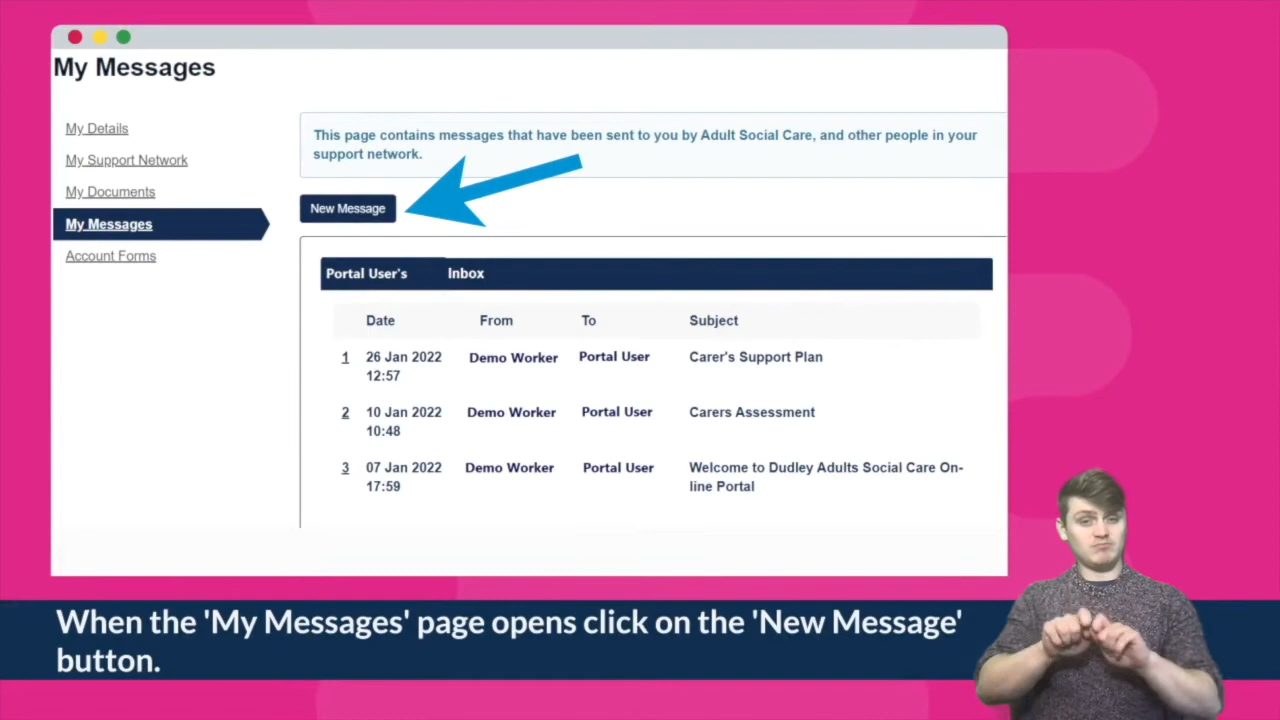 My Messages
My Details
My Support Network
My Documents
My Messages
Account Forms
This page contains messages that have been sent to you by Adult Social Care, and other people in your
support network.
New Message
Portal User's Inbox
Date From To Subject
1 26 Jan 2022 Demo Worker Portal User Carer's Support Plan
12:57
2 10 Jan 2022 Demo Worker Portal User Carers Assessment
10:48
3 07 Jan 2022 Demo Worker Portal User Welcome to Dudley Adults Social Care On-
17:59 line Portal
When the 'My Messages' page opens click on the 'New Message'
button.